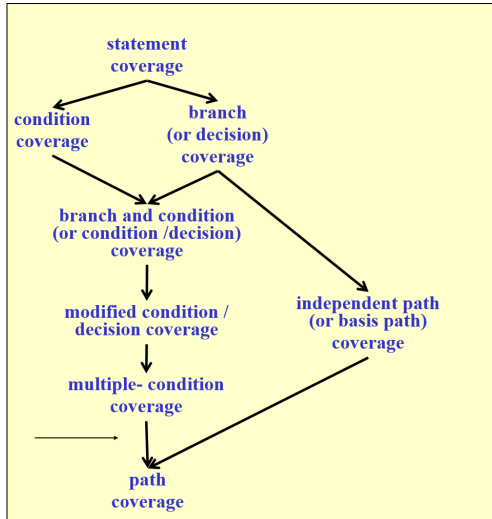 statement
coverage
condition
coverage
branch
(or decision)
coverage
branch and condition
(or condition /decision)
coverage
modified condition /
decision coverage
independent path
(or basis path)
coverage
multiple- condition
coverage
path
coverage